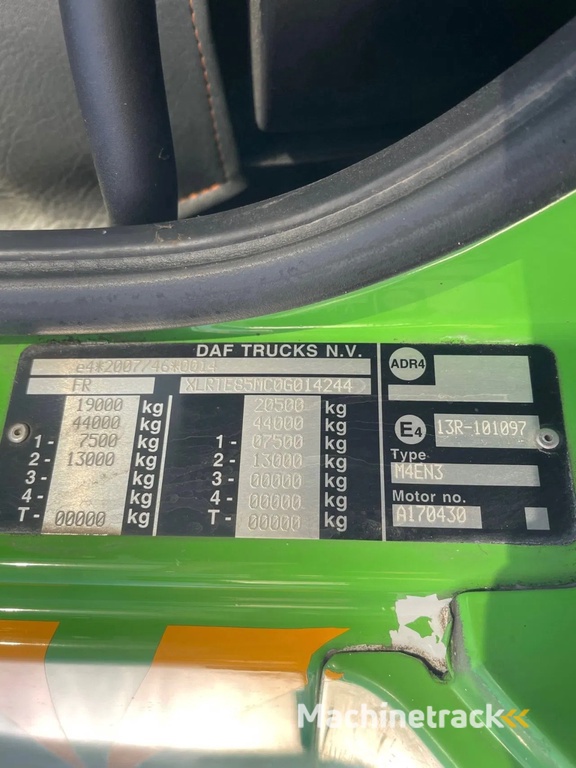 DAF TRUCKS N.V.
e4*2007/46*0014
FR XLRTE85MC0G014244
19000 kg 20500 kg
44000 kg 44000 kg
1- 7500 kg 1- 07500 kg
2- 13000 kg 2- 13000 kg
3- kg 3- 00000 kg
4- kg 4- 00000 kg
T- 00000 kg T- 00000 kg
ADR4
E4 13R-101097
Type
M4EN3
Motor no.
A170430
Machinetrack